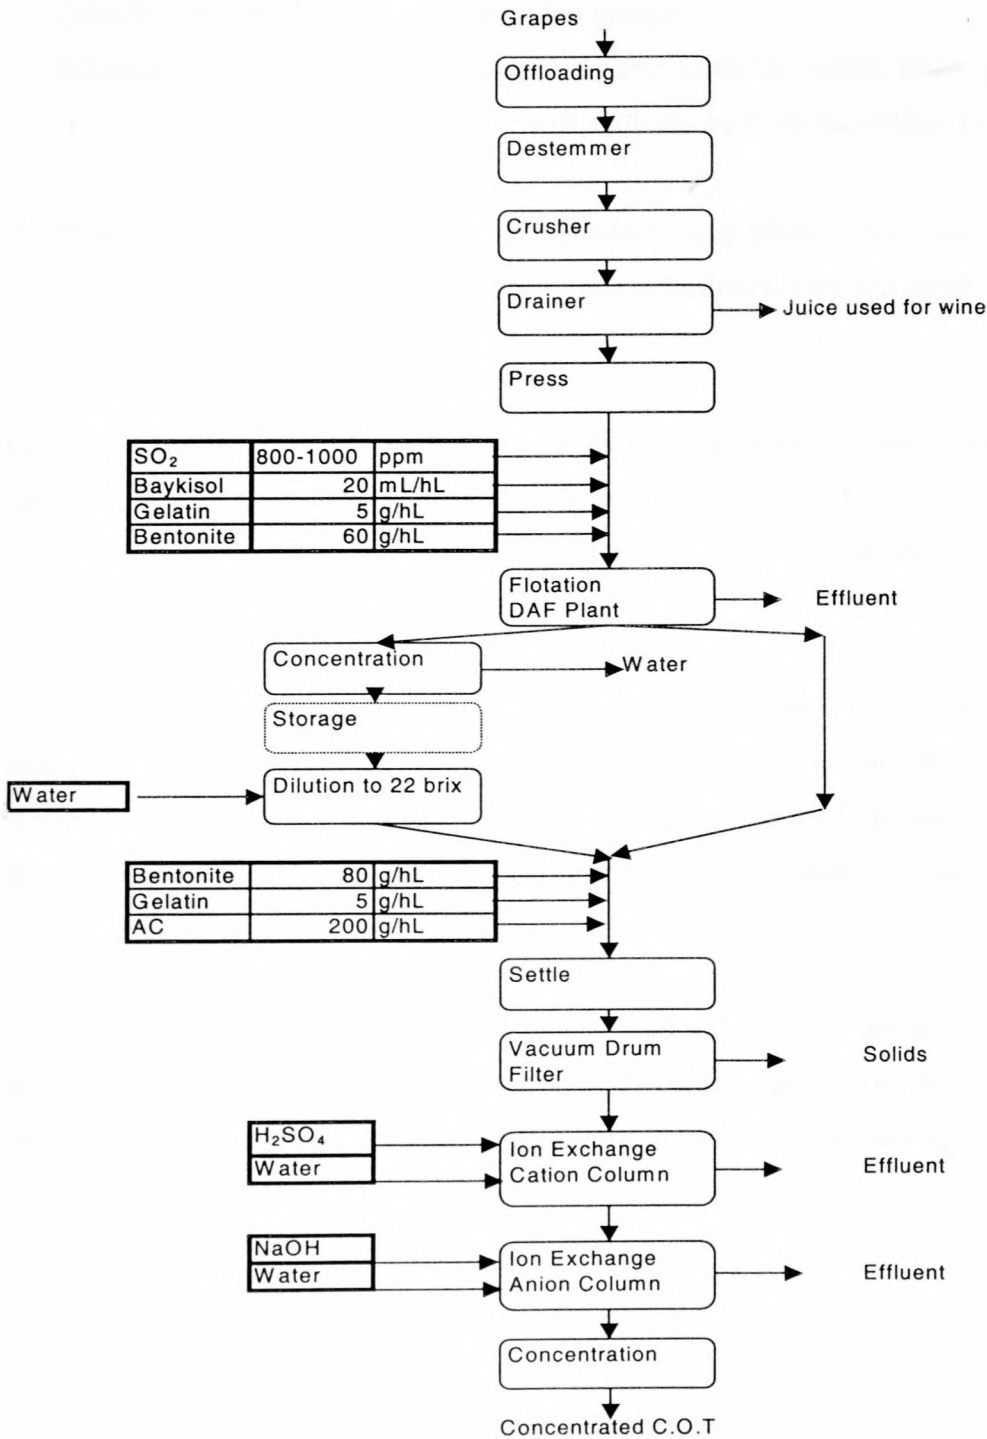 Grapes
Offloading
Destemmer
Crusher
Drainer
Juice used for wine
Press
SO₂ 800-1000 ppm
Baykisol 20 mL/hL
Gelatin 5 g/hL
Bentonite 60 g/hL
Flotation
DAF Plant
Effluent
Concentration
Water
Storage
Dilution to 22 brix
Water
Bentonite 80 g/hL
Gelatin 5 g/hL
AC 200 g/hL
Settle
Vacuum Drum
Filter
Solids
H₂SO₄
Water
Ion Exchange
Cation Column
Effluent
NaOH
Water
Ion Exchange
Anion Column
Effluent
Concentration
Concentrated C.O.T